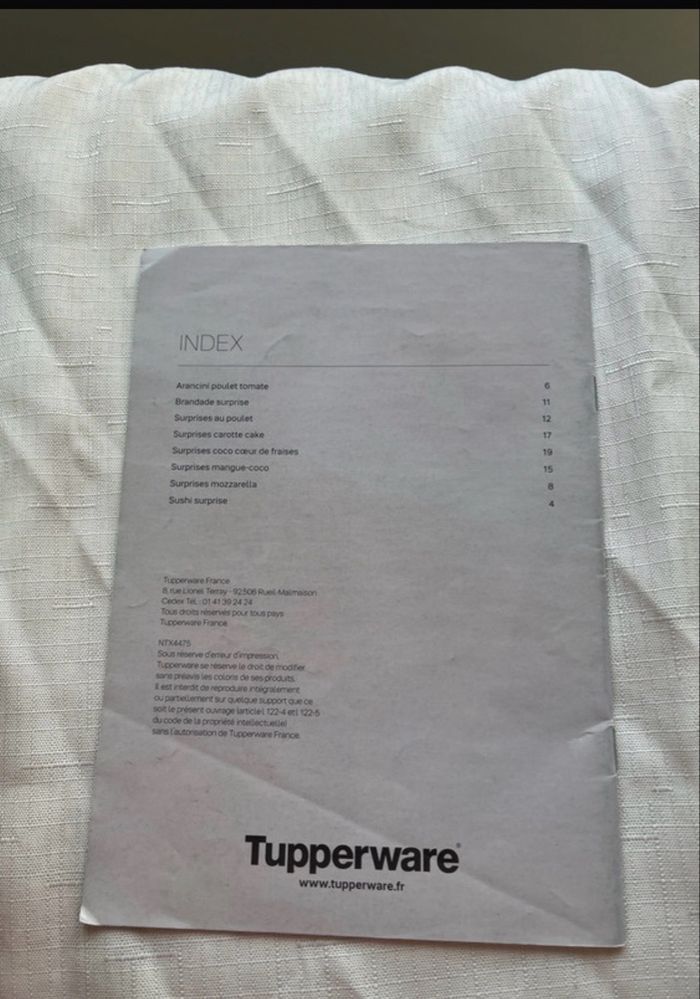 INDEX
Arancini poulet tomate 6
Brandade surprise 11
Surprises au poulet 12
Surprises carotte cake 17
Surprises coco cœur de fraises 19
Surprises mangue-coco 15
Surprises mozzarella 8
Sushi surprise 4
Tupperware France
8, rue Lionel Terray - 92506 Rueil-Malmaison
Cedex Tél. : 01 41 39 24 24
Tous droits réservés pour tous pays
Tupperware France
NTX4475
Sous réserve d'erreur d'impression,
Tupperware se réserve le droit de modifier
sans préavis les coloris de ses produits.
Il est interdit de reproduire intégralement
ou partiellement sur quelque support que ce
soit le présent ouvrage (article L 122-4 et L 122-5
du code de la propriété intellectuelle)
sans l'autorisation de Tupperware France.
Tupperware®
www.tupperware.fr